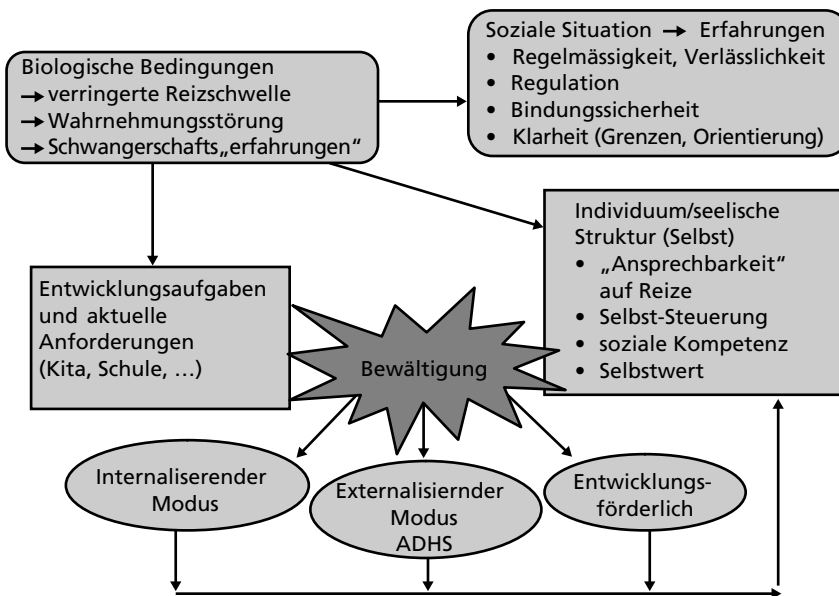 Biologische Bedingungen
→ verringerte Reizschwelle
→ Wahrnehmungsstörung
→ Schwangerschafts„erfahrungen“
Soziale Situation → Erfahrungen
• Regelmässigkeit, Verlässlichkeit
• Regulation
• Bindungssicherheit
• Klarheit (Grenzen, Orientierung)
Individuum/seelische
Struktur (Selbst)
• „Ansprechbarkeit“
auf Reize
• Selbst-Steuerung
• soziale Kompetenz
• Selbstwert
Entwicklungsaufgaben
und aktuelle
Anforderungen
(Kita, Schule, …)
Bewältigung
Internaliserender
Modus
Externalisiernder
Modus
ADHS
Entwicklungs-
förderlich